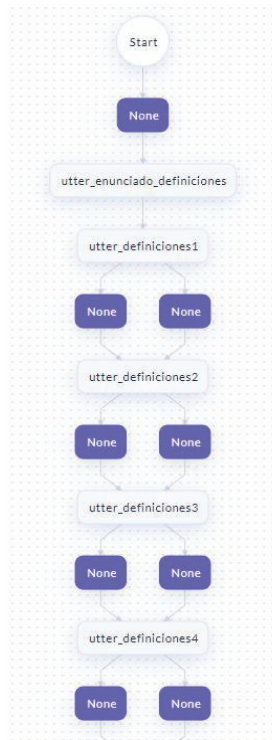 Start
None
utter_enunciado_definiciones
utter_definiciones1
None None
utter_definiciones2
None None
utter_definiciones3
None None
utter_definiciones4
None None